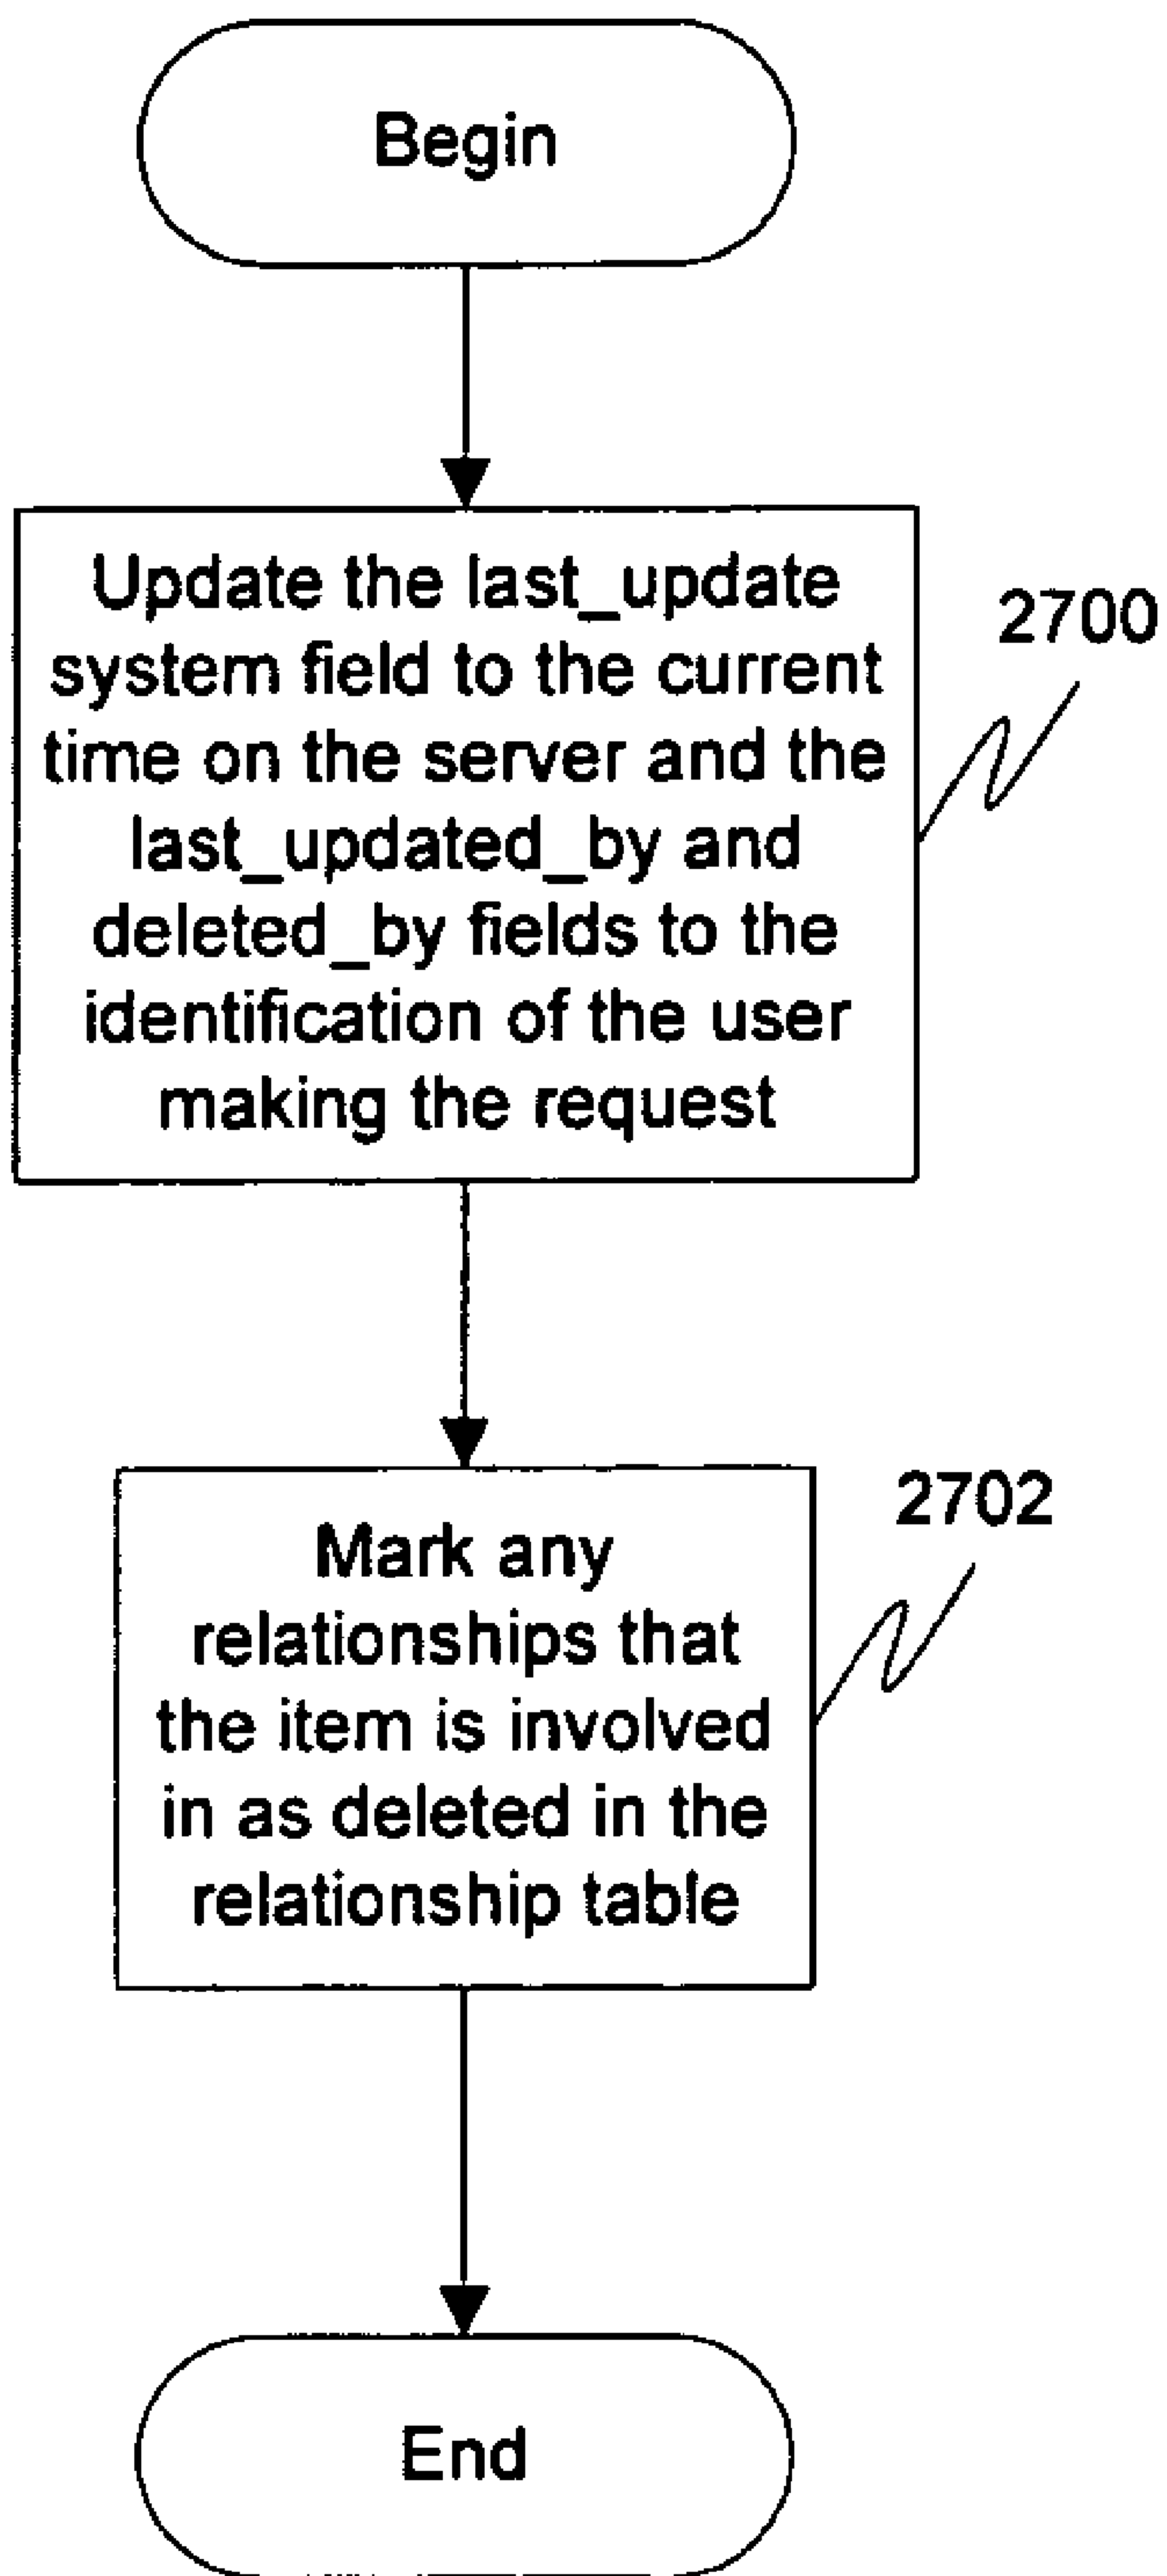 Begin
Update the last_update
system field to the current
time on the server and the
last_updated_by and
deleted_by fields to the
identification of the user
making the request
2700
Mark any
relationships that
the item is involved
in as deleted in the
relationship table
2702
End